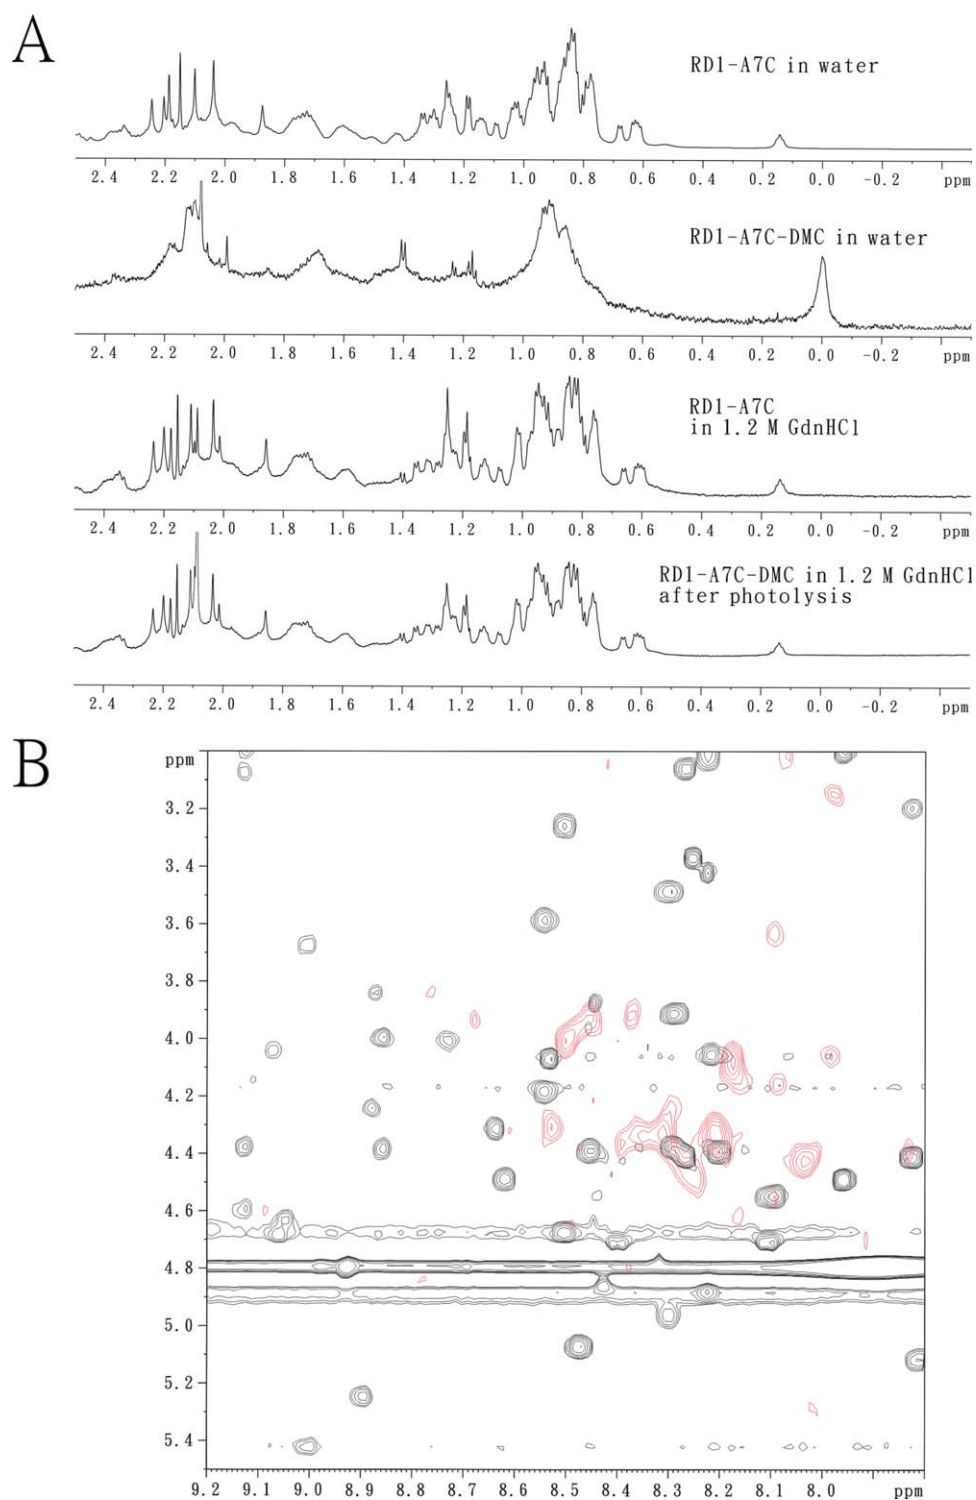 A
RD1-A7C in water
2.4 2.2 2.0 1.8 1.6 1.4 1.2 1.0 0.8 0.6 0.4 0.2 0.0 -0.2 ppm
RD1-A7C-DMC in water
2.4 2.2 2.0 1.8 1.6 1.4 1.2 1.0 0.8 0.6 0.4 0.2 0.0 -0.2 ppm
RD1-A7C
in 1.2 M GdnHCl
2.4 2.2 2.0 1.8 1.6 1.4 1.2 1.0 0.8 0.6 0.4 0.2 0.0 -0.2 ppm
RD1-A7C-DMC in 1.2 M GdnHCl
after photolysis
2.4 2.2 2.0 1.8 1.6 1.4 1.2 1.0 0.8 0.6 0.4 0.2 0.0 -0.2 ppm
B
ppm
3.2
3.4
3.6
3.8
4.0
4.2
4.4
4.6
4.8
5.0
5.2
5.4
9.2 9.1 9.0 8.9 8.8 8.7 8.6 8.5 8.4 8.3 8.2 8.1 8.0 ppm